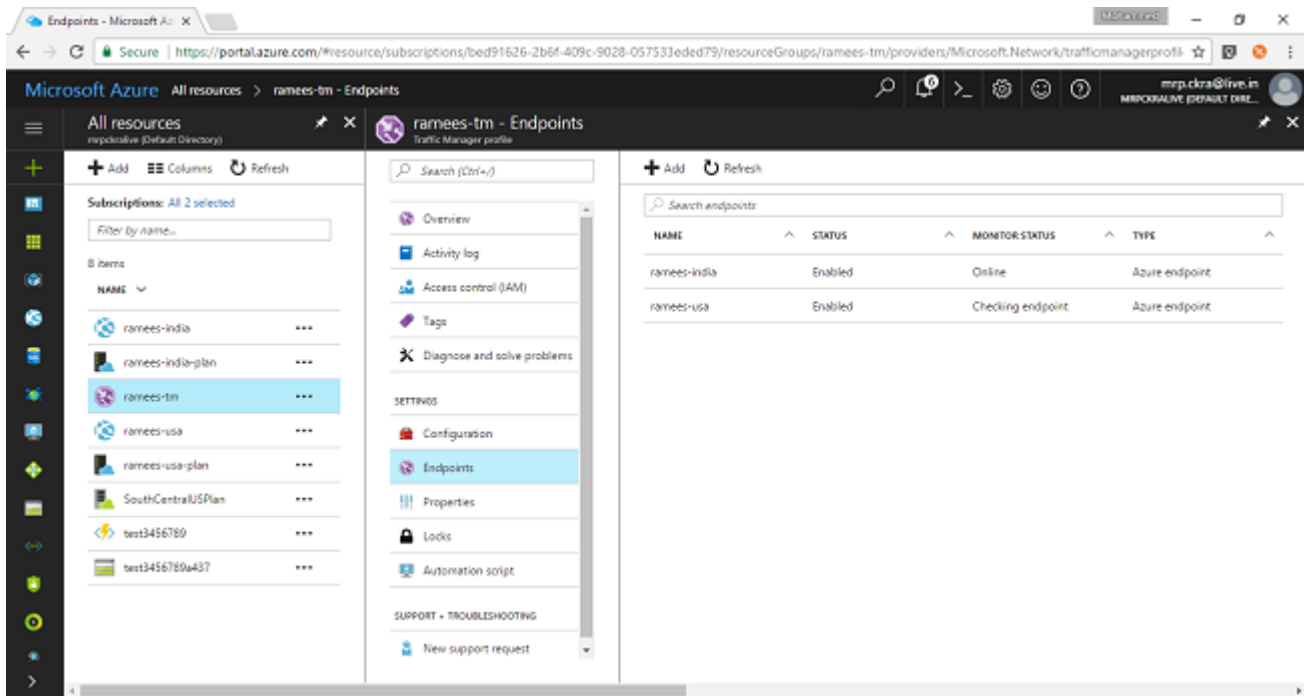 Endpoints - Microsoft Az
Secure | https://portal.azure.com/#resource/subscriptions/bed91626-2b6f-409c-9028-057533eded79/resourceGroups/ramees-tm/providers/Microsoft.Network/trafficmanagerprofil
Microsoft Azure All resources > ramees-tm - Endpoints
6
mrp.ckra@live.in
MRPCKRALIVE (DEFAULT DIRE...
All resources
mrpckralive (Default Directory)
+ Add Columns Refresh
Subscriptions: All 2 selected
Filter by name...
8 items
NAME
ramees-india
ramees-india-plan
ramees-tm
ramees-usa
ramees-usa-plan
SouthCentralUSPlan
test3456789
test3456789a437
ramees-tm - Endpoints
Traffic Manager profile
Search (Ctrl+/)
Overview
Activity log
Access control (IAM)
Tags
Diagnose and solve problems
SETTINGS
Configuration
Endpoints
Properties
Locks
Automation script
SUPPORT + TROUBLESHOOTING
New support request
+ Add Refresh
Search endpoints
NAME STATUS MONITOR STATUS TYPE
ramees-india Enabled Online Azure endpoint
ramees-usa Enabled Checking endpoint Azure endpoint